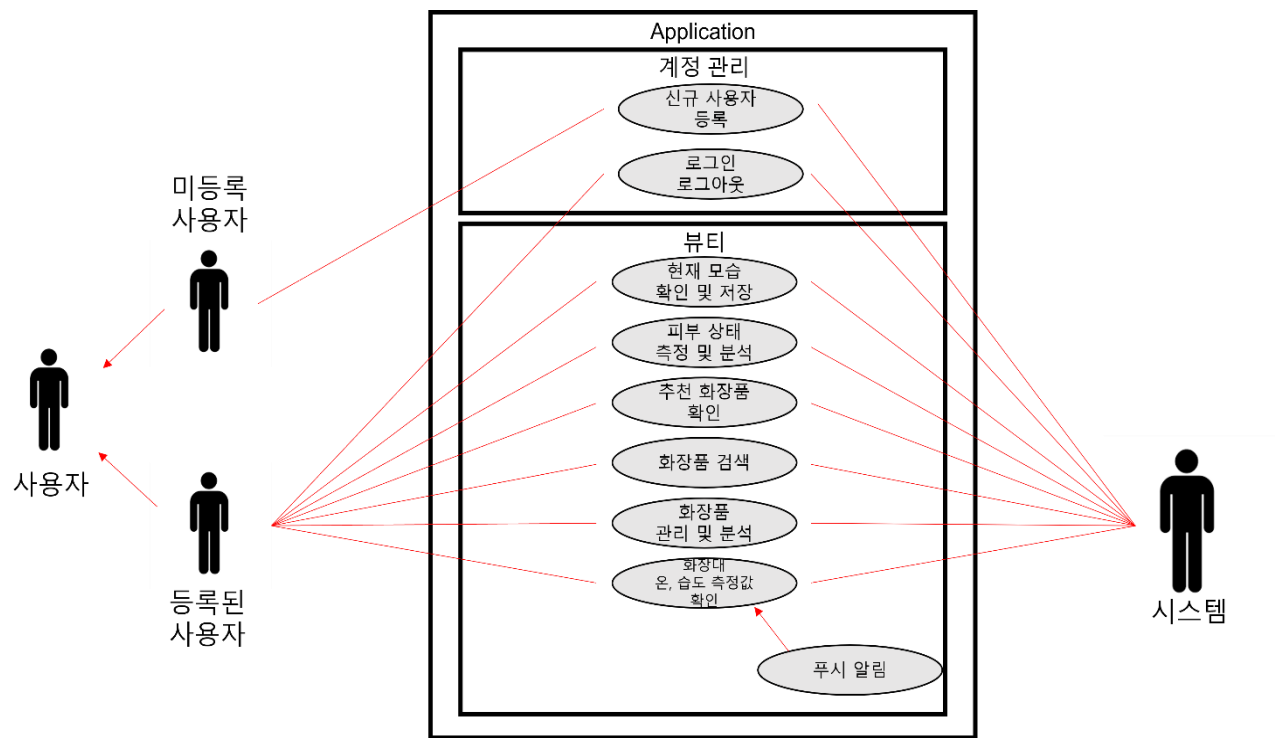 Application
계정 관리
신규 사용자
등록
로그인
로그아웃
미등록
사용자
뷰티
현재 모습
확인 및 저장
피부 상태
측정 및 분석
추천 화장품
확인
화장품 검색
화장품
관리 및 분석
화장대
온, 습도 측정값
확인
푸시 알림
사용자
등록된
사용자
시스템